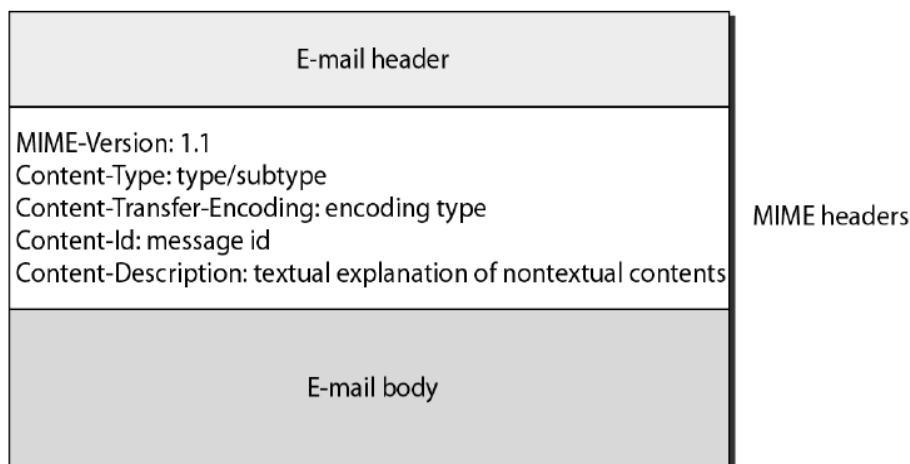 E-mail header
MIME-Version: 1.1
Content-Type: type/subtype
Content-Transfer-Encoding: encoding type
Content-Id: message id
Content-Description: textual explanation of nontextual contents
MIME headers
E-mail body